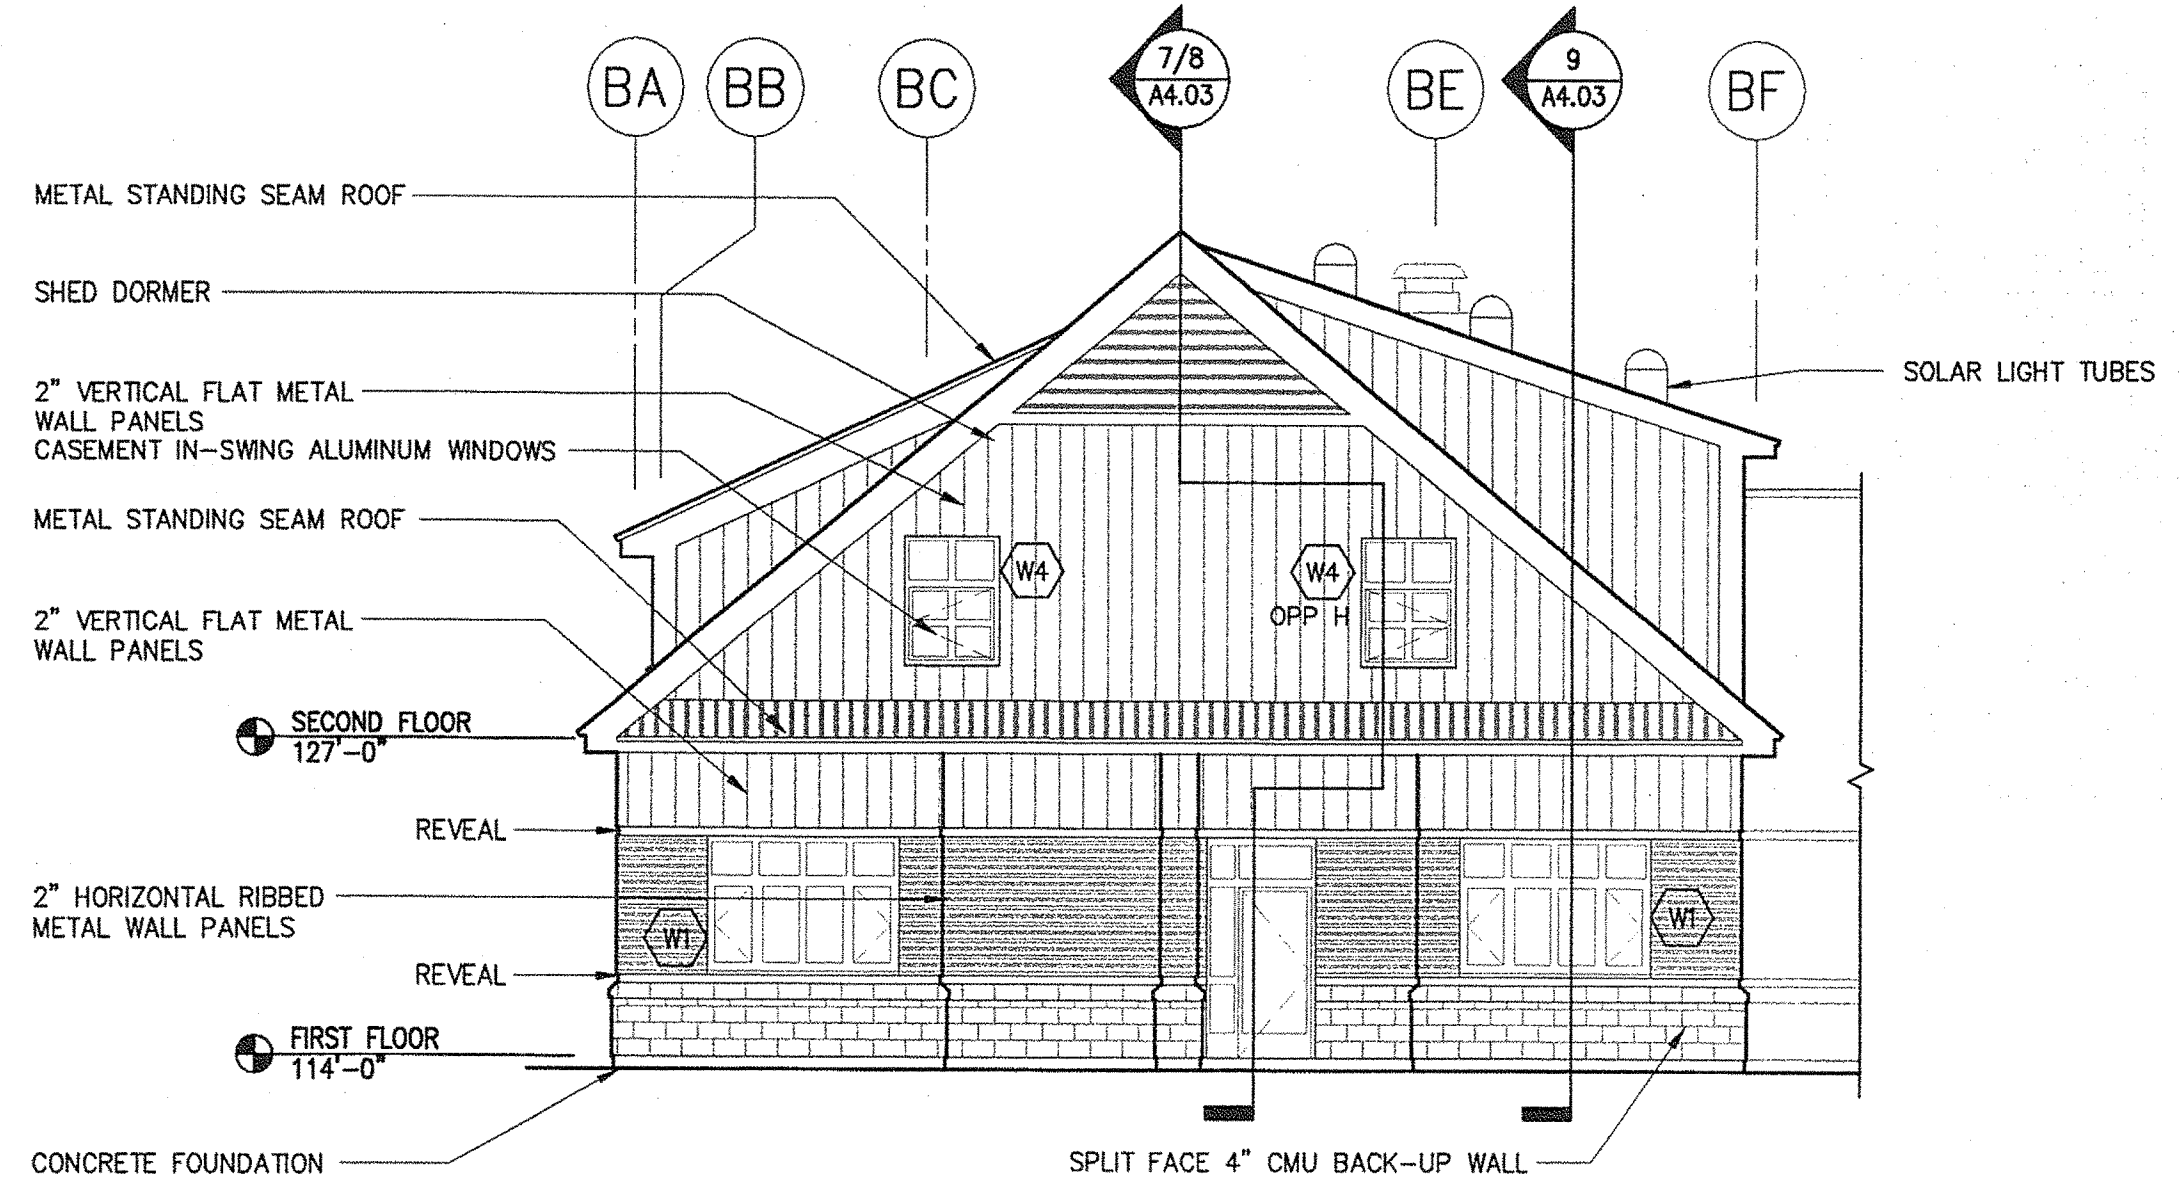 BA
BB
BC
7/8
A4.03
BE
9
A4.03
BF
METAL STANDING SEAM ROOF
SHED DORMER
2" VERTICAL FLAT METAL
WALL PANELS
CASEMENT IN-SWING ALUMINUM WINDOWS
METAL STANDING SEAM ROOF
2" VERTICAL FLAT METAL
WALL PANELS
SOLAR LIGHT TUBES
W4
W4
OPP H
SECOND FLOOR
127'-0"
REVEAL
2" HORIZONTAL RIBBED
METAL WALL PANELS
W1
W1
REVEAL
FIRST FLOOR
114'-0"
CONCRETE FOUNDATION
SPLIT FACE 4" CMU BACK-UP WALL